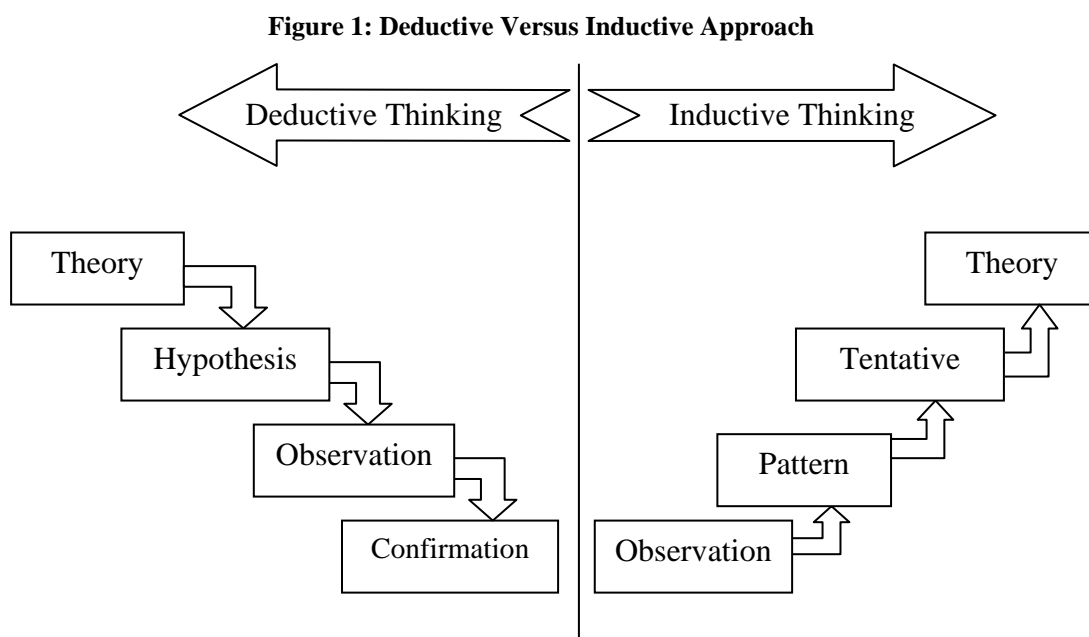 Figure 1: Deductive Versus Inductive Approach
Deductive Thinking
Inductive Thinking
Theory
Hypothesis
Observation
Confirmation
Theory
Tentative
Pattern
Observation